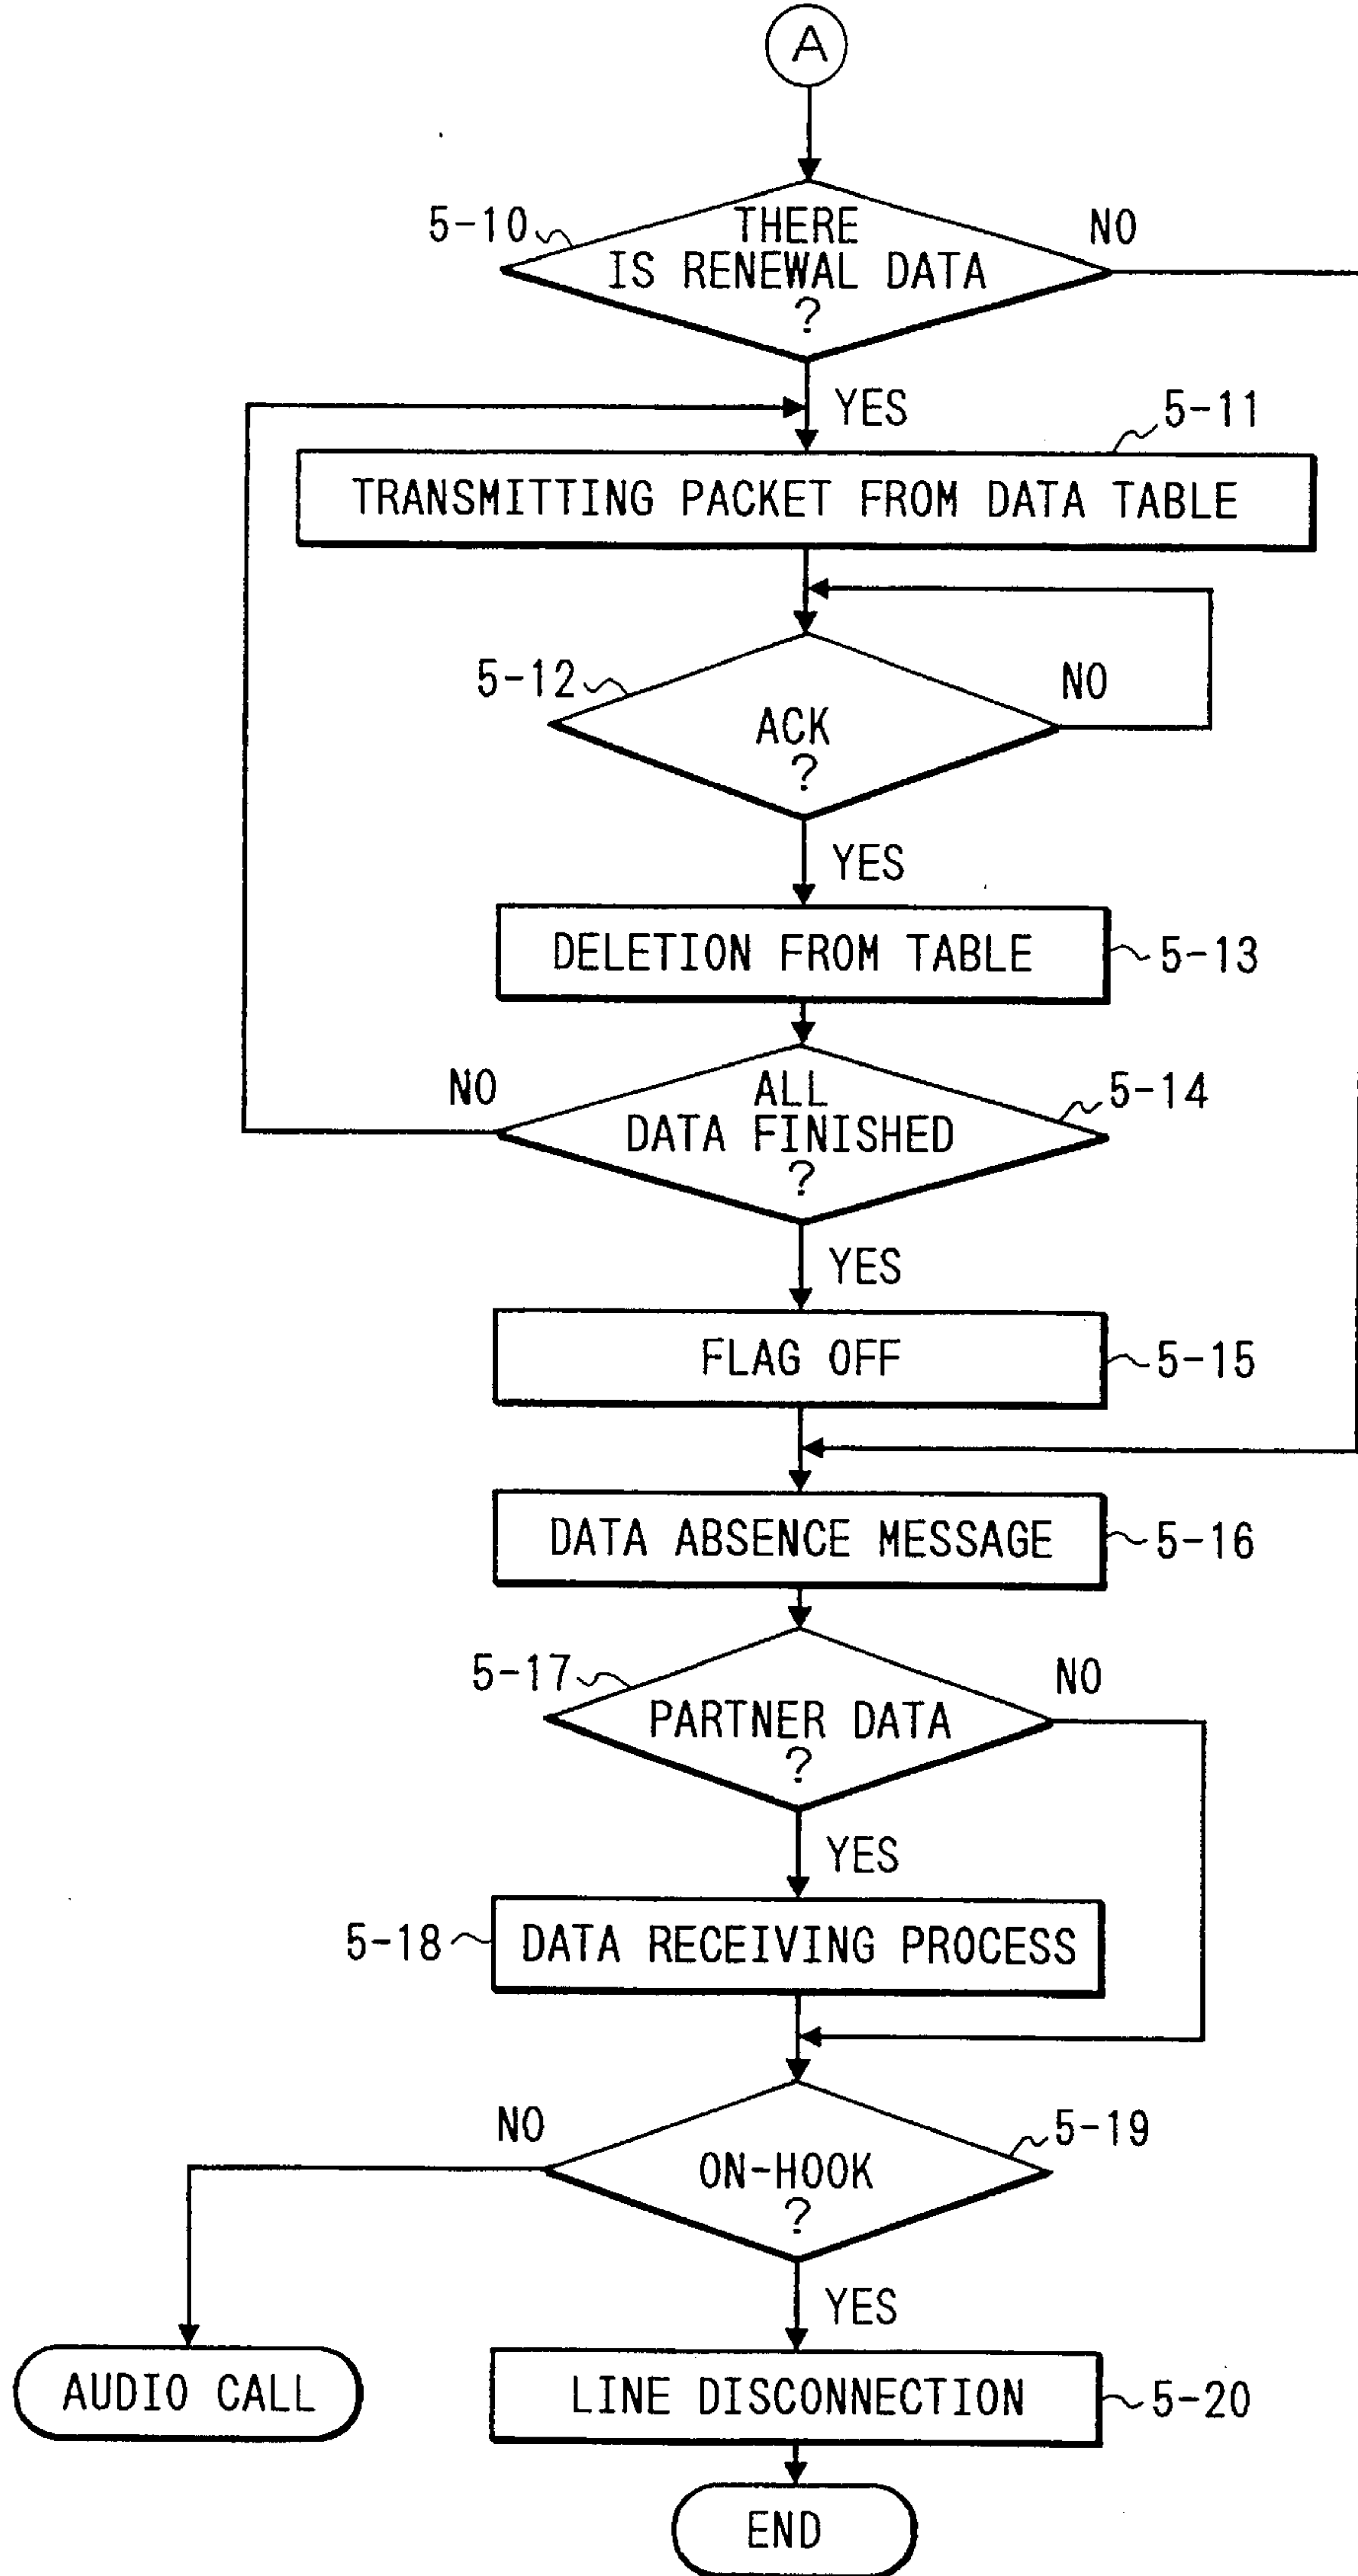 A
5-10
THERE
IS RENEWAL DATA
?
NO
YES
5-11
TRANSMITTING PACKET FROM DATA TABLE
5-12
ACK
?
NO
YES
DELETION FROM TABLE
5-13
NO
ALL
DATA FINISHED
?
5-14
YES
FLAG OFF
5-15
DATA ABSENCE MESSAGE
5-16
5-17
PARTNER DATA
?
NO
YES
5-18
DATA RECEIVING PROCESS
NO
ON-HOOK
?
5-19
YES
AUDIO CALL
LINE DISCONNECTION
5-20
END